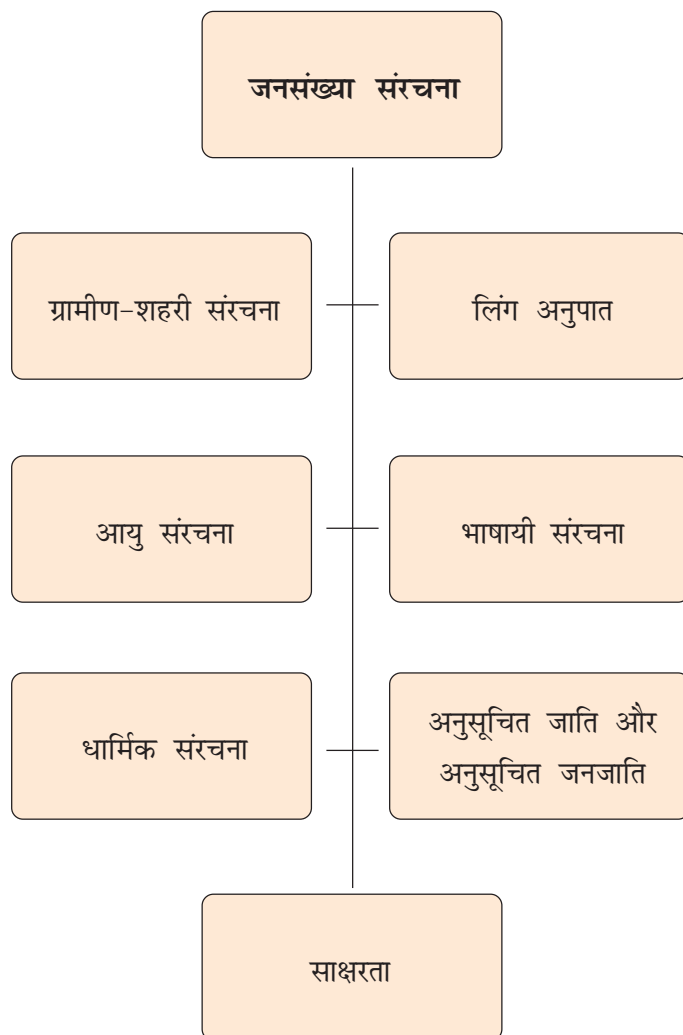 जनसंख्या संरचना
ग्रामीण-शहरी संरचना
लिंग अनुपात
आयु संरचना
भाषायी संरचना
धार्मिक संरचना
अनुसूचित जाति और
अनुसूचित जनजाति
साक्षरता